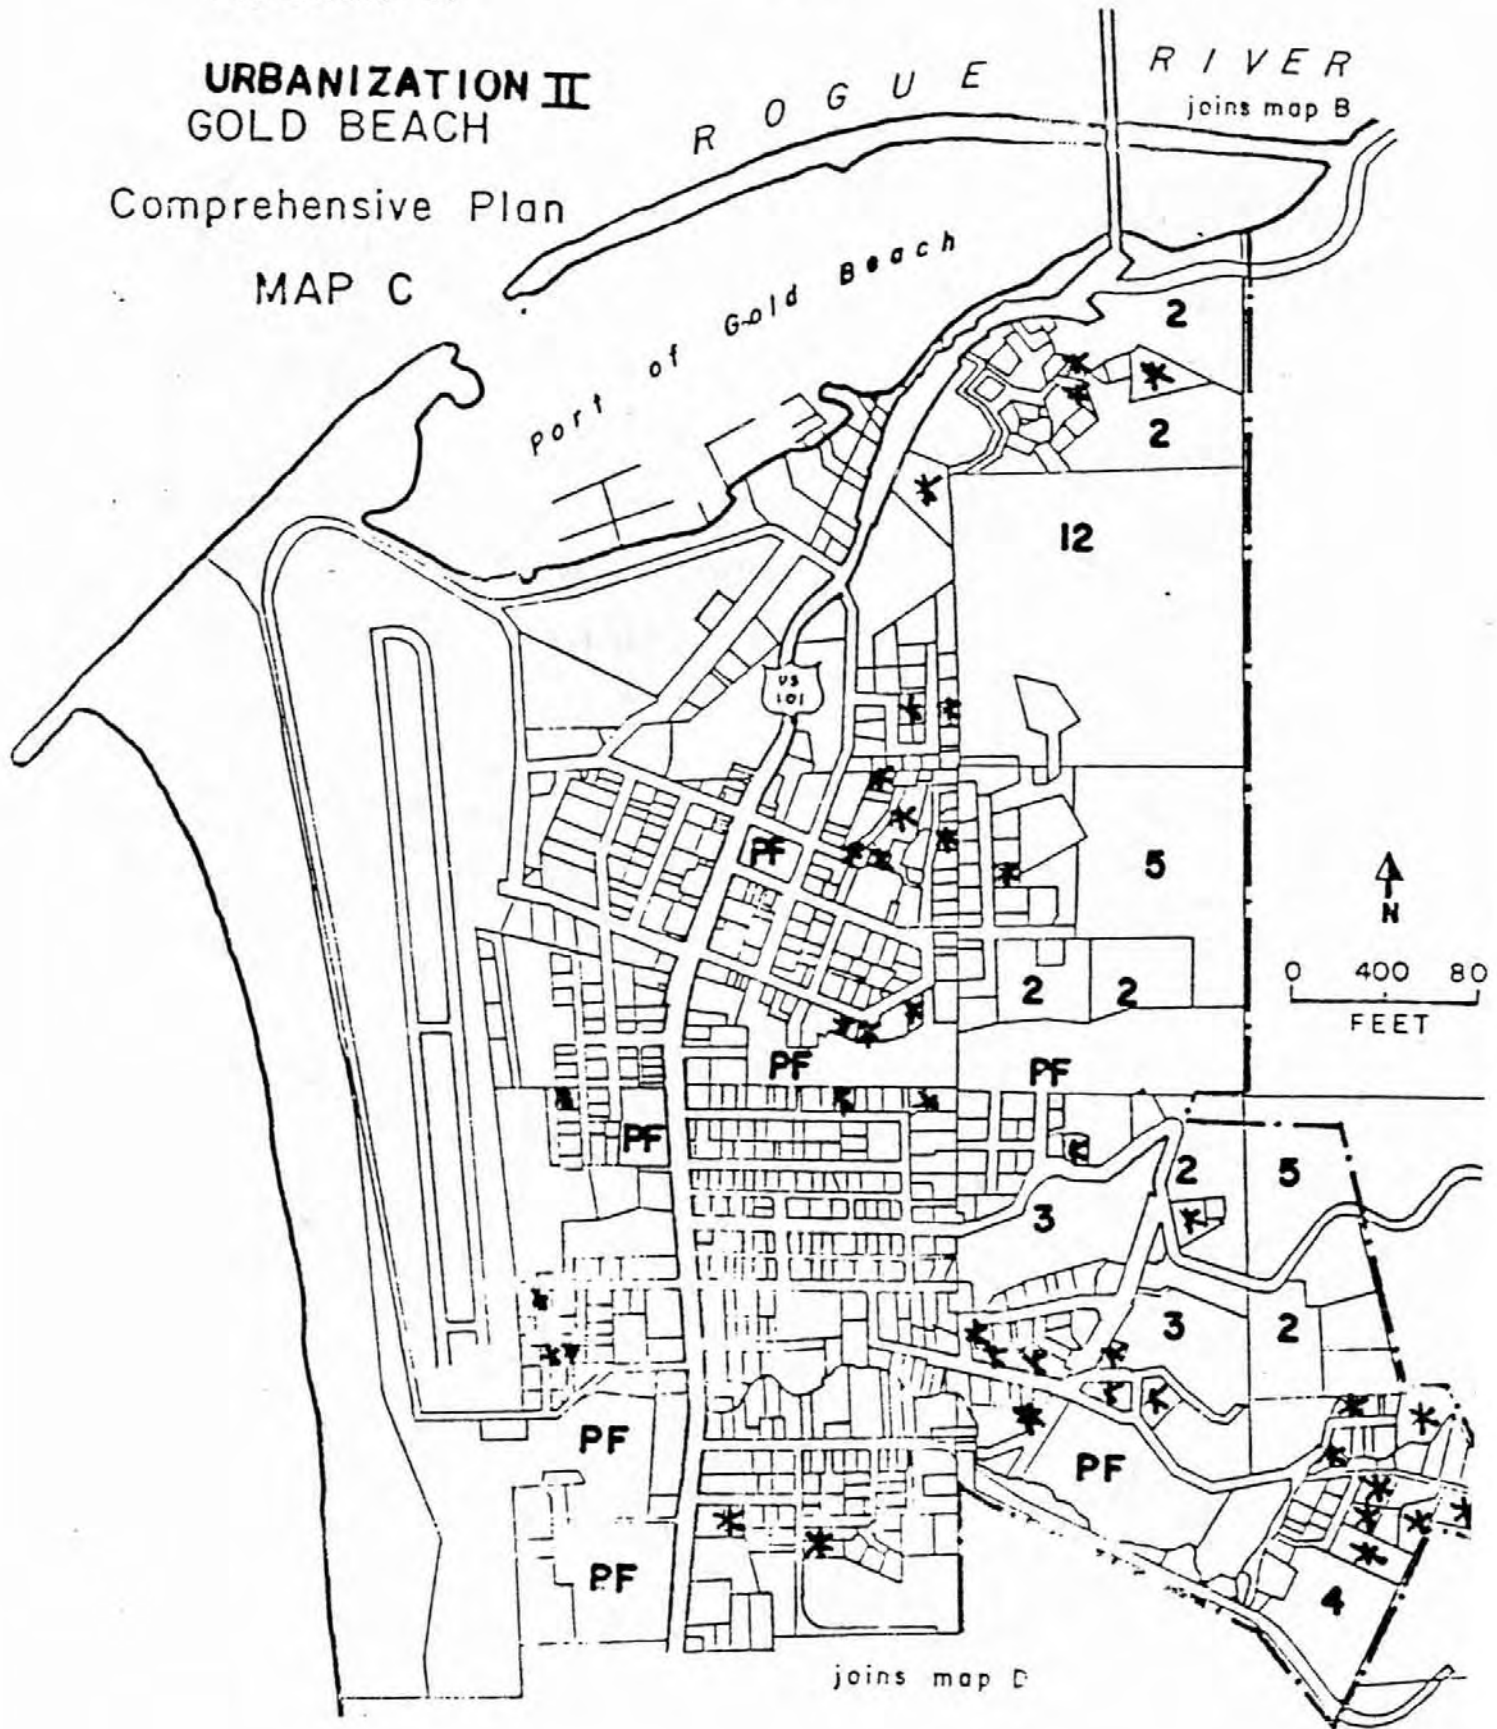 URBANIZATION II
GOLD BEACH
Comprehensive Plan
MAP C
ROGUE RIVER
joins map B
Port of Gold Beach
2
2
12
US
101
PF
5
N
0 400 80
FEET
2 2
PF PF
PF
2 5
3
3 2
PF
PF
PF
4
joins map D